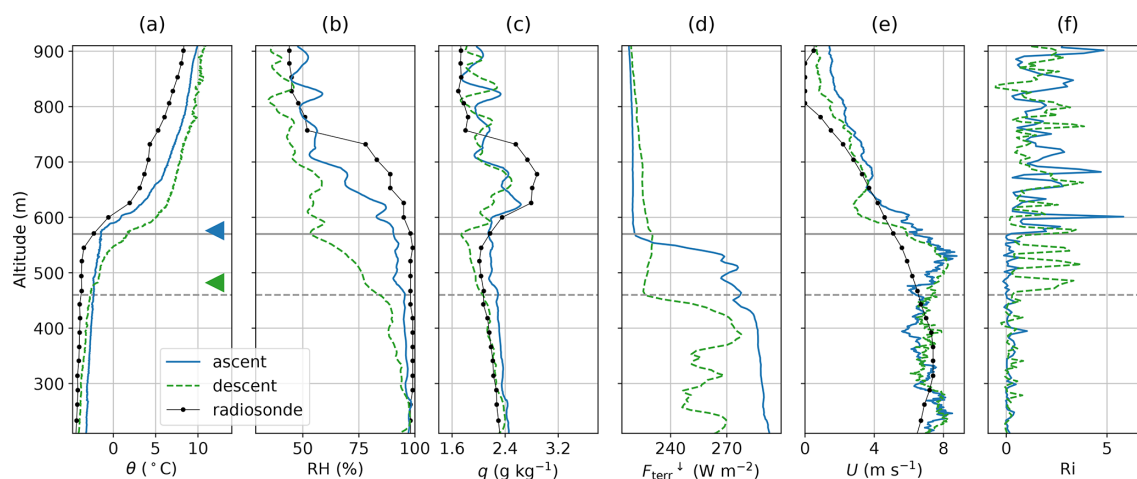 (a) (b) (c) (d) (e) (f)
900
800
700
600
500
400
300
Altitude (m)
ascent
descent
radiosonde
0 10 50 75 100 1.6 2.4 3.2 240 270 0 4 8 0 5
θ (°C) RH (%) q (g kg⁻¹) F_terr↓ (W m⁻²) U (m s⁻¹) Ri